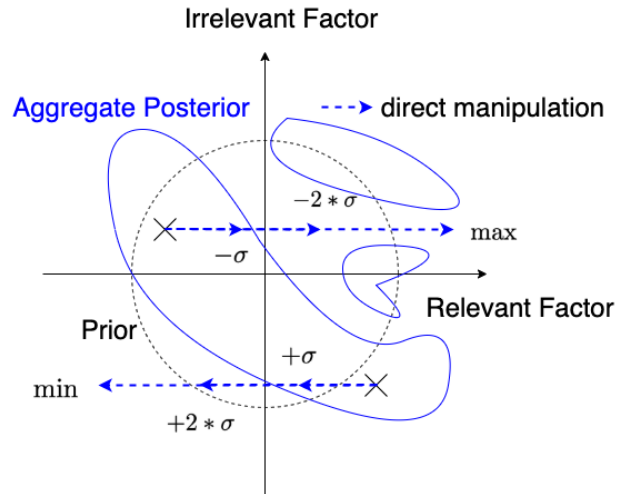 Irrelevant Factor
Aggregate Posterior
direct manipulation
−2 ∗ σ
max
−σ
Relevant Factor
Prior
+σ
min
+2 ∗ σ